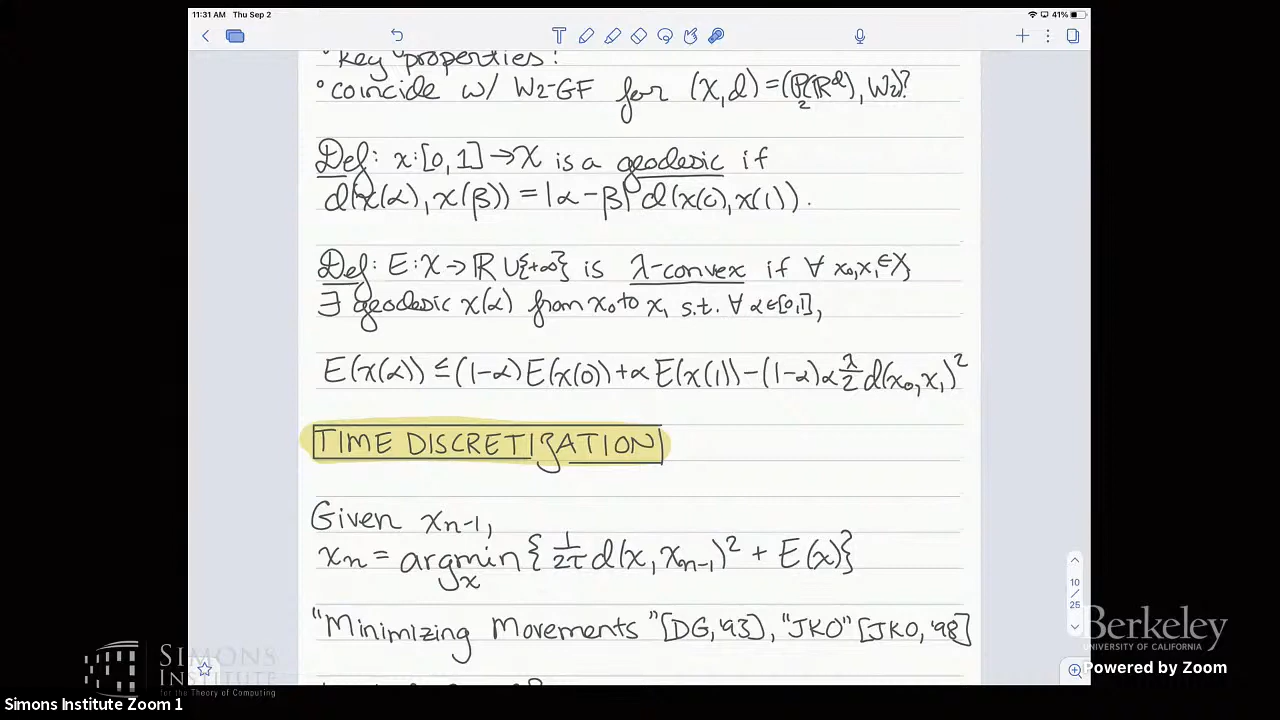 11:31 AM Thu Sep 2
41%
°key properties:
°coincide w/ W₂-GF for (X,d)=(P₂(ℝᵈ),W₂)?
Def: x:[0,1]→X is a geodesic if
d(x(α),x(β))=|α-β|d(x(0),x(1)).
Def: E:X→ℝ∪{+∞} is λ-convex if ∀ x₀,x₁∈X
∃ geodesic x(α) from x₀ to x₁ s.t. ∀ α∈[0,1],
E(x(α))≤(1-α)E(x(0))+αE(x(1))-(1-α)α λ/2 d(x₀,x₁)²
TIME DISCRETIZATION
Given xₙ₋₁,
xₙ = argminₓ {1/2τ d(x,xₙ₋₁)² + E(x)}
"Minimizing Movements" [DG,'93], "JKO" [JKO,'98]
10
/
25
SIMONS
INSTITUTE
for the Theory of Computing
Berkeley
UNIVERSITY OF CALIFORNIA
Powered by Zoom
Simons Institute Zoom 1